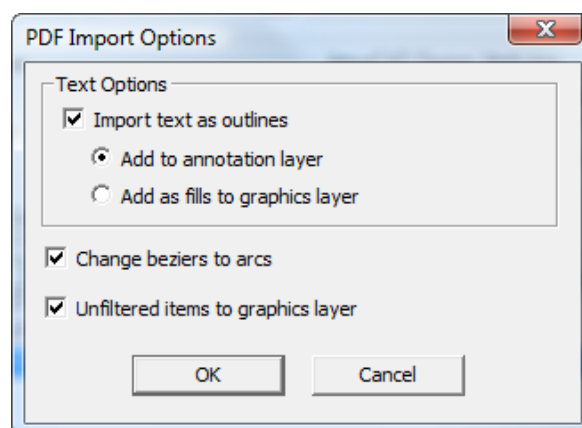 PDF Import Options
Text Options
Import text as outlines
Add to annotation layer
Add as fills to graphics layer
Change beziers to arcs
Unfiltered items to graphics layer
OK Cancel